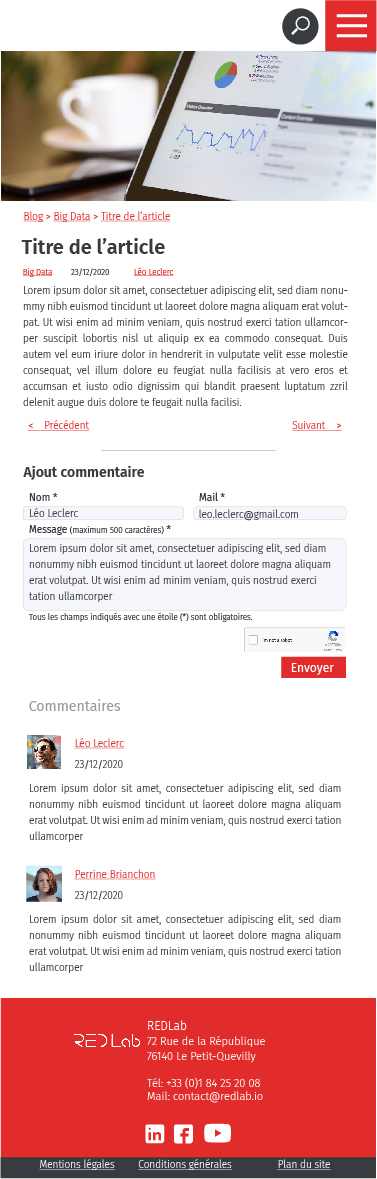 Blog > Big Data > Titre de l’article
Titre de l’article
Big Data 23/12/2020 Léo Leclerc
Lorem ipsum dolor sit amet, consectetuer adipiscing elit, sed diam nonu-
mmy nibh euismod tincidunt ut laoreet dolore magna aliquam erat volut-
pat. Ut wisi enim ad minim veniam, quis nostrud exerci tation ullamcor-
per suscipit lobortis nisl ut aliquip ex ea commodo consequat. Duis
autem vel eum iriure dolor in hendrerit in vulputate velit esse molestie
consequat, vel illum dolore eu feugiat nulla facilisis at vero eros et
accumsan et iusto odio dignissim qui blandit praesent luptatum zzril
delenit augue duis dolore te feugait nulla facilisi.
< Précédent Suivant >
Ajout commentaire
Nom * Mail *
Léo Leclerc leo.leclerc@gmail.com
Message (maximum 500 caractères) *
Lorem ipsum dolor sit amet, consectetuer adipiscing elit, sed diam
nonummy nibh euismod tincidunt ut laoreet dolore magna aliquam
erat volutpat. Ut wisi enim ad minim veniam, quis nostrud exerci
tation ullamcorper
Tous les champs indiqués avec une étoile (*) sont obligatoires.
I'm not a robot
Envoyer
Commentaires
Léo Leclerc
23/12/2020
Lorem ipsum dolor sit amet, consectetuer adipiscing elit, sed diam
nonummy nibh euismod tincidunt ut laoreet dolore magna aliquam
erat volutpat. Ut wisi enim ad minim veniam, quis nostrud exerci tation
ullamcorper
Perrine Brianchon
23/12/2020
Lorem ipsum dolor sit amet, consectetuer adipiscing elit, sed diam
nonummy nibh euismod tincidunt ut laoreet dolore magna aliquam
erat volutpat. Ut wisi enim ad minim veniam, quis nostrud exerci tation
ullamcorper
RED Lab
REDLab
72 Rue de la République
76140 Le Petit-Quevilly
Tél: +33 (0)1 84 25 20 08
Mail: contact@redlab.io
Mentions légales Conditions générales Plan du site